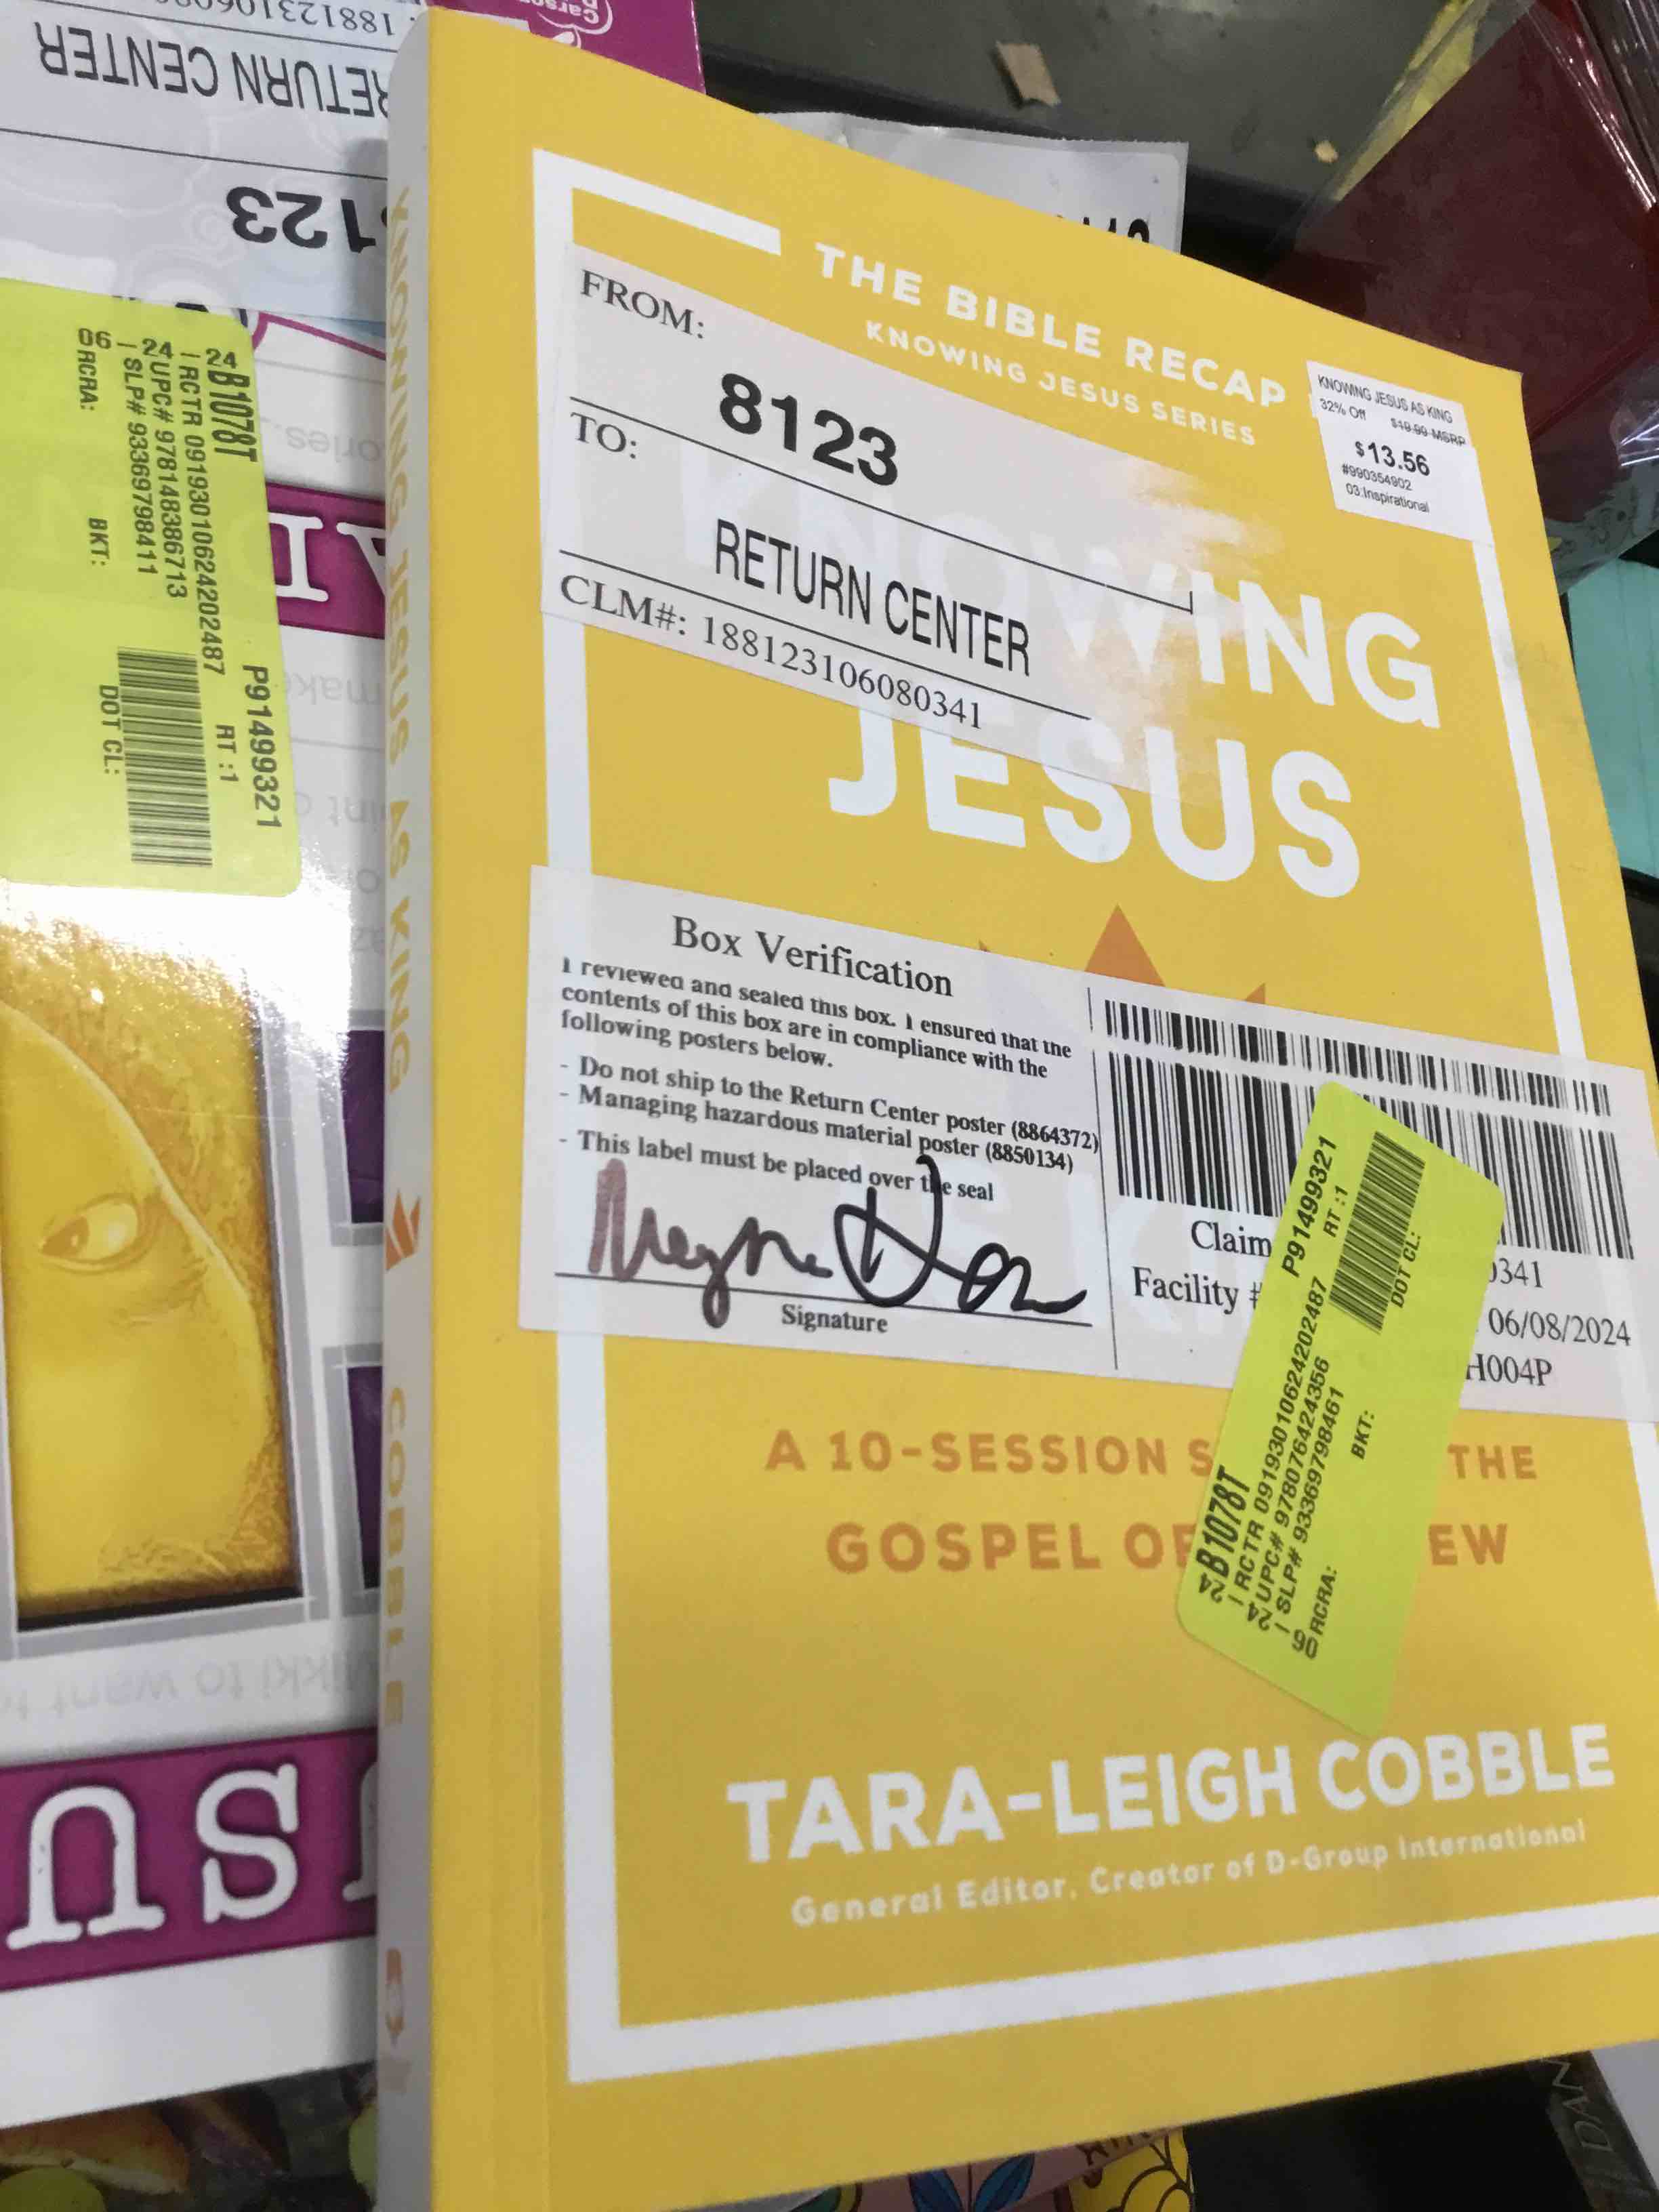 THE BIBLE RECAP
KNOWING JESUS SERIES
KNOWING JESUS AS KING
32% Off $19.99 MSRP
$13.56
#990354902
03:Inspirational
FROM:
8123
TO:
RETURN CENTER
CLM#: 188123106080341
KNOWING
JESUS
Box Verification
I reviewed and sealed this box. I ensured that the
contents of this box are in compliance with the
following posters below.
- Do not ship to the Return Center poster (8864372)
- Managing hazardous material poster (8850134)
- This label must be placed over the seal
Signature
Claim
0341
Facility #
06/08/2024
H004P
B1078T
P91499321
RCTR 09193010624202487 RT :1
UPC# 9780764243566
SLP# 93369798461
RCRA: BKT: DOT CL:
06-24-24
A 10-SESSION S THE
GOSPEL OF EW
TARA-LEIGH COBBLE
General Editor, Creator of D-Group International
KNOWING JESUS AS KING COBBLE
RETURN CENTER
123
B1078T
P91499321
RCTR 09193010624202487 RT :1
UPC# 9781483867113
SLP# 93369798411
RCRA: BKT: DOT CL:
06-24-24